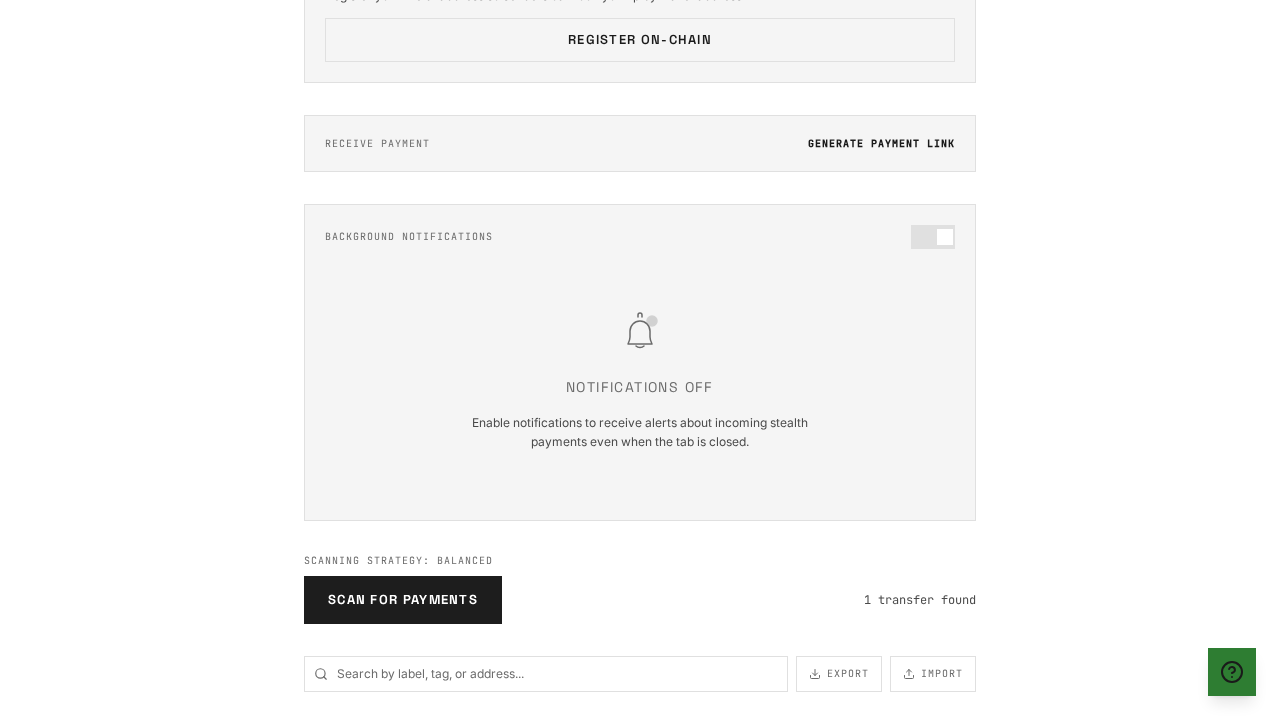 REGISTER ON-CHAIN
RECEIVE PAYMENT
GENERATE PAYMENT LINK
BACKGROUND NOTIFICATIONS
NOTIFICATIONS OFF
Enable notifications to receive alerts about incoming stealth
payments even when the tab is closed.
SCANNING STRATEGY: BALANCED
SCAN FOR PAYMENTS
1 transfer found
Search by label, tag, or address...
EXPORT
IMPORT